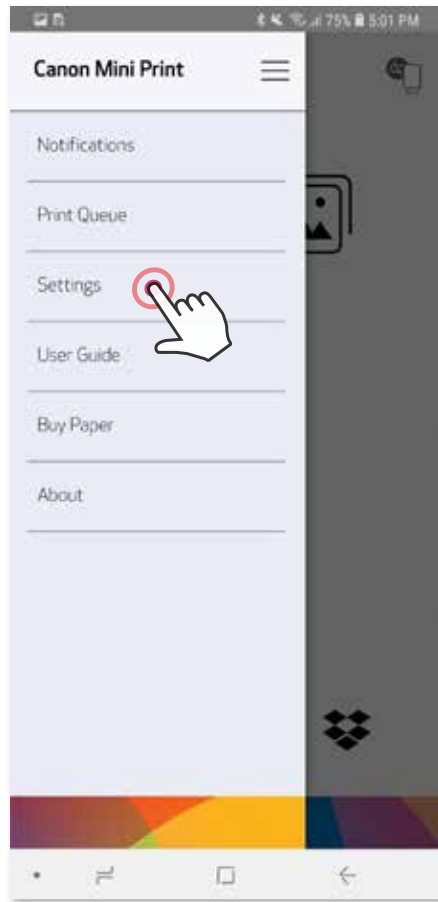 75% 5:01 PM
Canon Mini Print
Notifications
Print Queue
Settings
User Guide
Buy Paper
About